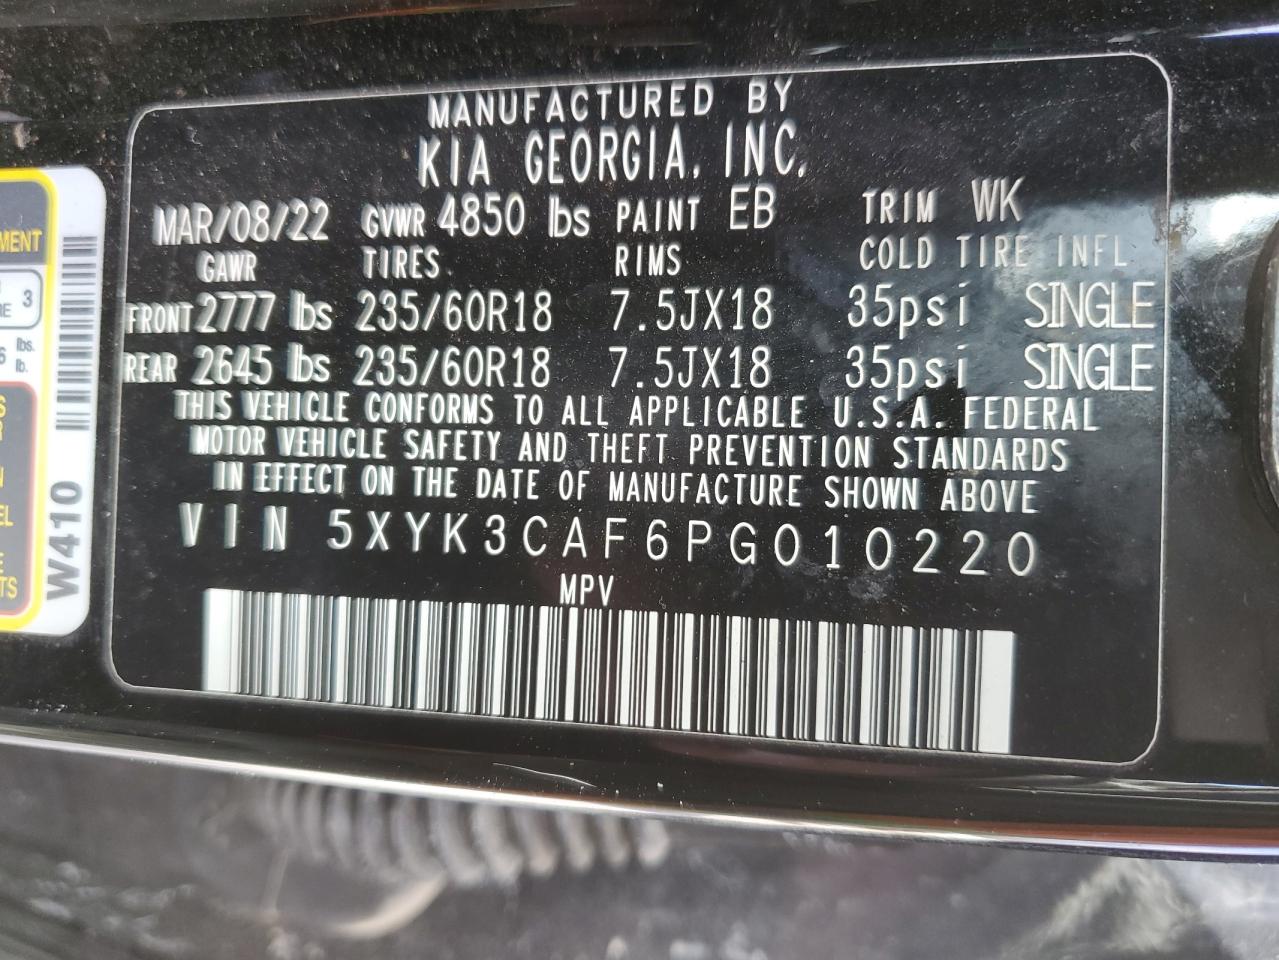 MANUFACTURED BY
KIA GEORGIA, INC.
MAR/08/22 GVWR 4850 lbs PAINT EB TRIM WK
GAWR TIRES RIMS COLD TIRE INFL
FRONT 2777 lbs 235/60R18 7.5JX18 35psi SINGLE
REAR 2645 lbs 235/60R18 7.5JX18 35psi SINGLE
THIS VEHICLE CONFORMS TO ALL APPLICABLE U.S.A. FEDERAL
MOTOR VEHICLE SAFETY AND THEFT PREVENTION STANDARDS
IN EFFECT ON THE DATE OF MANUFACTURE SHOWN ABOVE
VIN 5XYK3CAF6PG010220
MPV
W410
3
lbs.
lb.